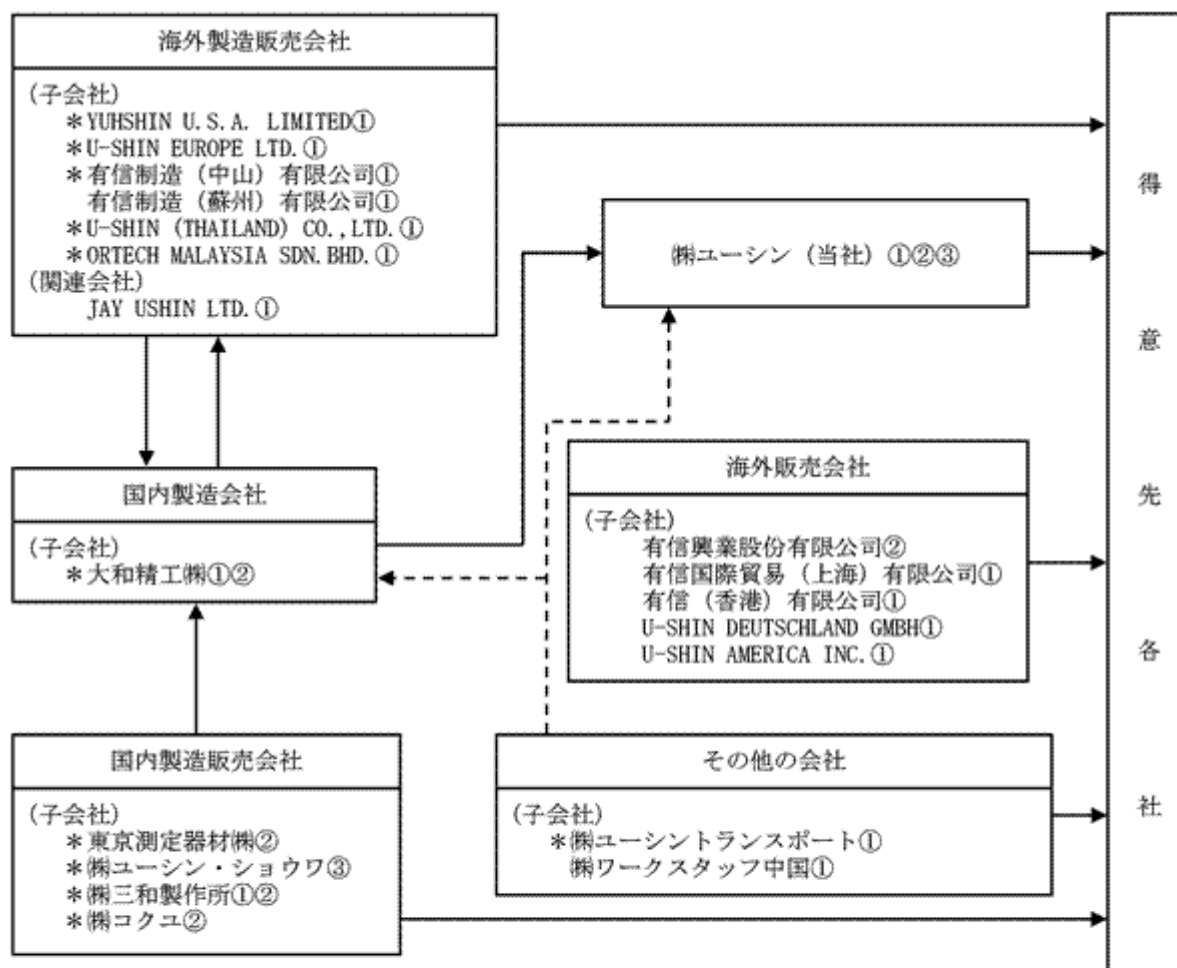 海外製造販売会社
(子会社)
＊YUHSHIN U.S.A. LIMITED①
＊U-SHIN EUROPE LTD.①
＊有信制造（中山）有限公司①
有信制造（蘇州）有限公司①
＊U-SHIN (THAILAND) CO.,LTD.①
＊ORTECH MALAYSIA SDN.BHD.①
(関連会社)
JAY USHIN LTD.①
㈱ユーシン（当社）①②③
国内製造会社
(子会社)
＊大和精工㈱①②
海外販売会社
(子会社)
有信興業股份有限公司②
有信国際貿易（上海）有限公司①
有信（香港）有限公司①
U-SHIN DEUTSCHLAND GMBH①
U-SHIN AMERICA INC.①
国内製造販売会社
(子会社)
＊東京測定器材㈱②
＊㈱ユーシン・ショウワ③
＊㈱三和製作所①②
＊㈱コクユ②
その他の会社
(子会社)
＊㈱ユーシントランスポート①
㈱ワークスタッフ中国①
得意先各社